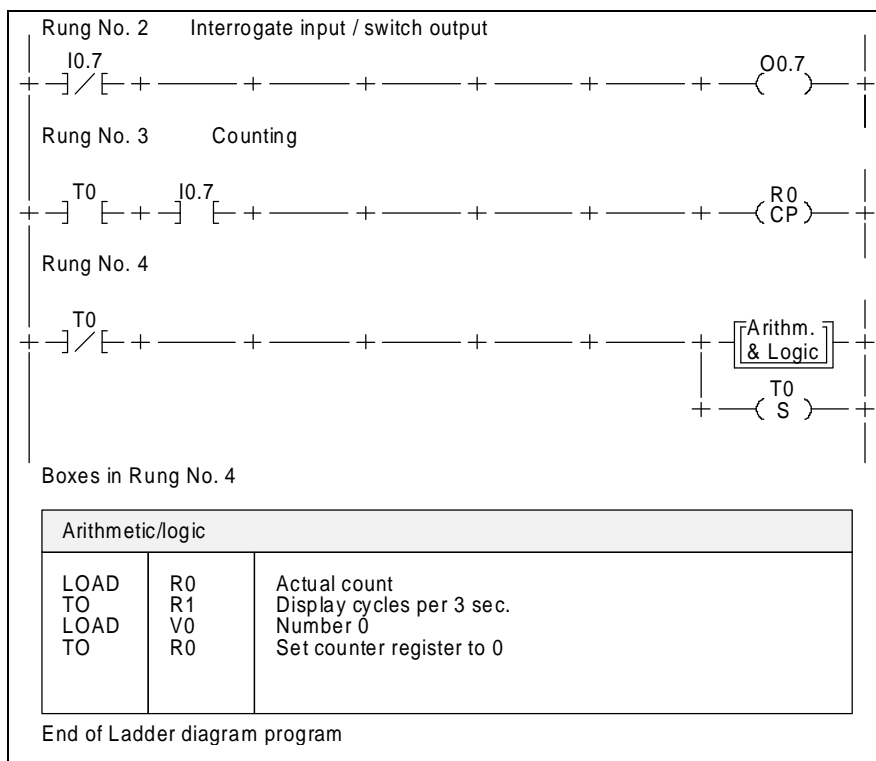 Rung No. 2 Interrogate input / switch output
I0.7 O0.7
Rung No. 3 Counting
T0 I0.7 R0
CP
Rung No. 4
T0 Arithm.
& Logic
T0
S
Boxes in Rung No. 4
Arithmetic/logic
LOAD R0 Actual count
TO R1 Display cycles per 3 sec.
LOAD V0 Number 0
TO R0 Set counter register to 0
End of Ladder diagram program